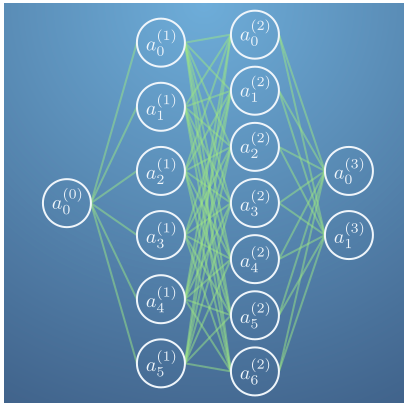 a_0^{(0)}
a_0^{(1)}
a_1^{(1)}
a_2^{(1)}
a_3^{(1)}
a_4^{(1)}
a_5^{(1)}
a_0^{(2)}
a_1^{(2)}
a_2^{(2)}
a_3^{(2)}
a_4^{(2)}
a_5^{(2)}
a_6^{(2)}
a_0^{(3)}
a_1^{(3)}